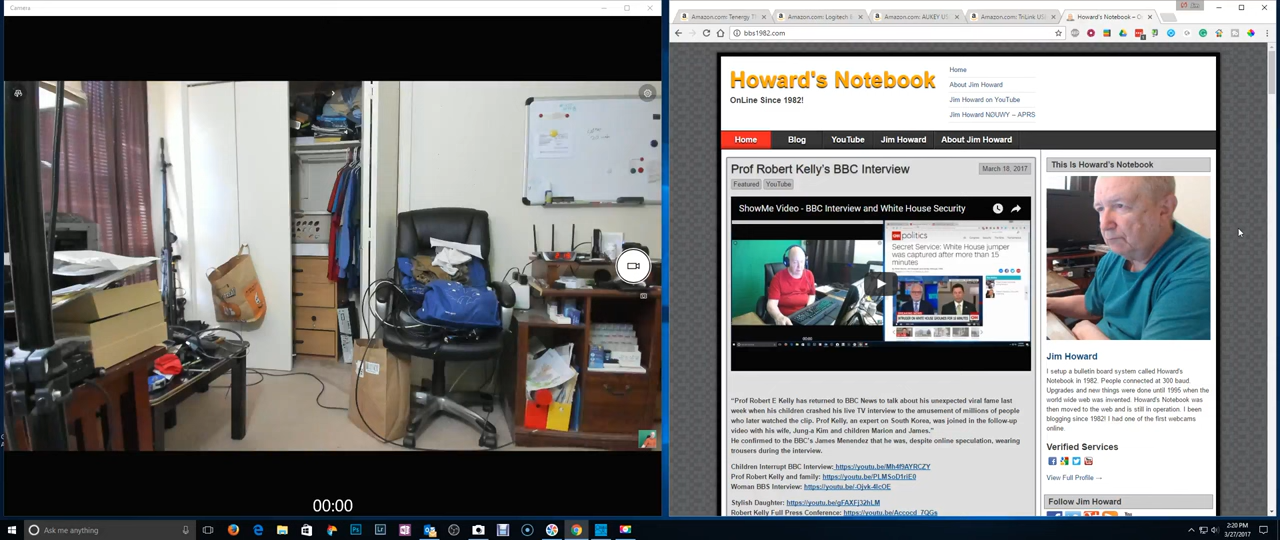 Camera
00:00
Amazon.com: Tenergy T
Amazon.com: Logitech
Amazon.com: AUKEY U
Amazon.com: TriLink US
Howard's Notebook – O
bbs1982.com
Howard's Notebook
OnLine Since 1982!
Home
About Jim Howard
Jim Howard on YouTube
Jim Howard NØUWY – APRS
Home Blog YouTube Jim Howard About Jim Howard
Prof Robert Kelly's BBC Interview
March 18, 2017
Featured YouTube
ShowMe Video - BBC Interview and White House Security
politics
Secret Service: White House jumper
was captured after more than 15
minutes
"Prof Robert E Kelly has returned to BBC News to talk about his unexpected viral fame last
week when his children crashed his live TV interview to the amusement of millions of people
who later watched the clip. Prof Kelly, an expert on South Korea, was joined in the follow-up
video with his wife, Jung-a Kim and children Marion and James."
He confirmed to the BBC's James Menendez that he was, despite online speculation, wearing
trousers during the interview.
Children Interrupt BBC Interview: https://youtu.be/Mh4f9AYRCZY
Prof Robert Kelly and family: https://youtu.be/PLMSoD1riE0
Woman BBS Interview: https://youtu.be/-Ojvk-4IcOE
Stylish Daughter: https://youtu.be/gFAXFj32hLM
Robert Kelly Full Press Conference: https://youtu.be/Accocd_7QGs
This Is Howard's Notebook
Jim Howard
I setup a bulletin board system called Howard's
Notebook in 1982. People connected at 300 baud.
Upgrades and new things were done until 1995 when the
world wide web was invented. Howard's Notebook was
then moved to the web and is still in operation. I been
blogging since 1982! I had one of the first webcams
online.
Verified Services
View Full Profile →
Follow Jim Howard
Ask me anything
2:20 PM
3/27/2017